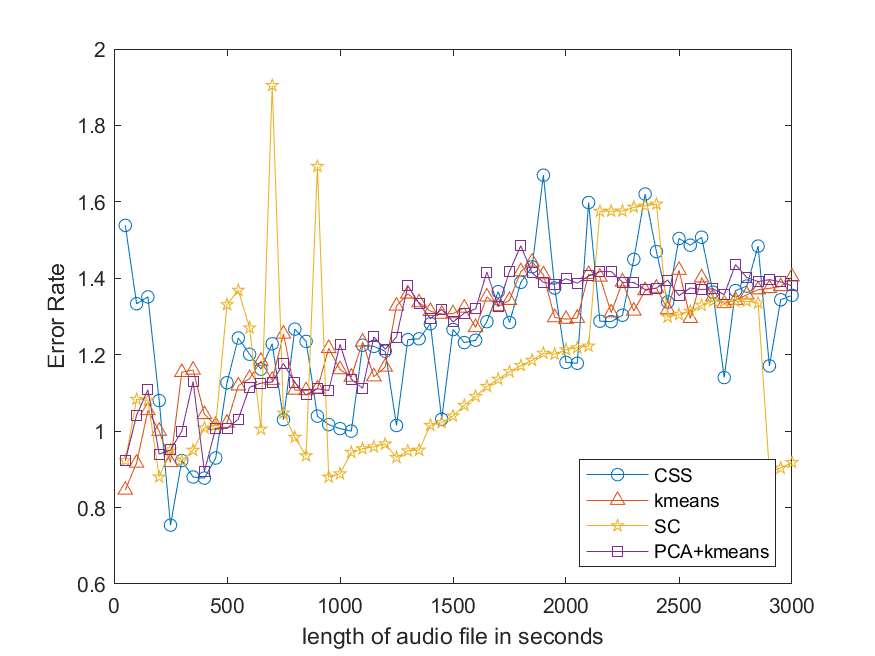 2
1.8
1.6
1.4
1.2
1
0.8
0.6
Error Rate
CSS
kmeans
SC
PCA+kmeans
0 500 1000 1500 2000 2500 3000
length of audio file in seconds